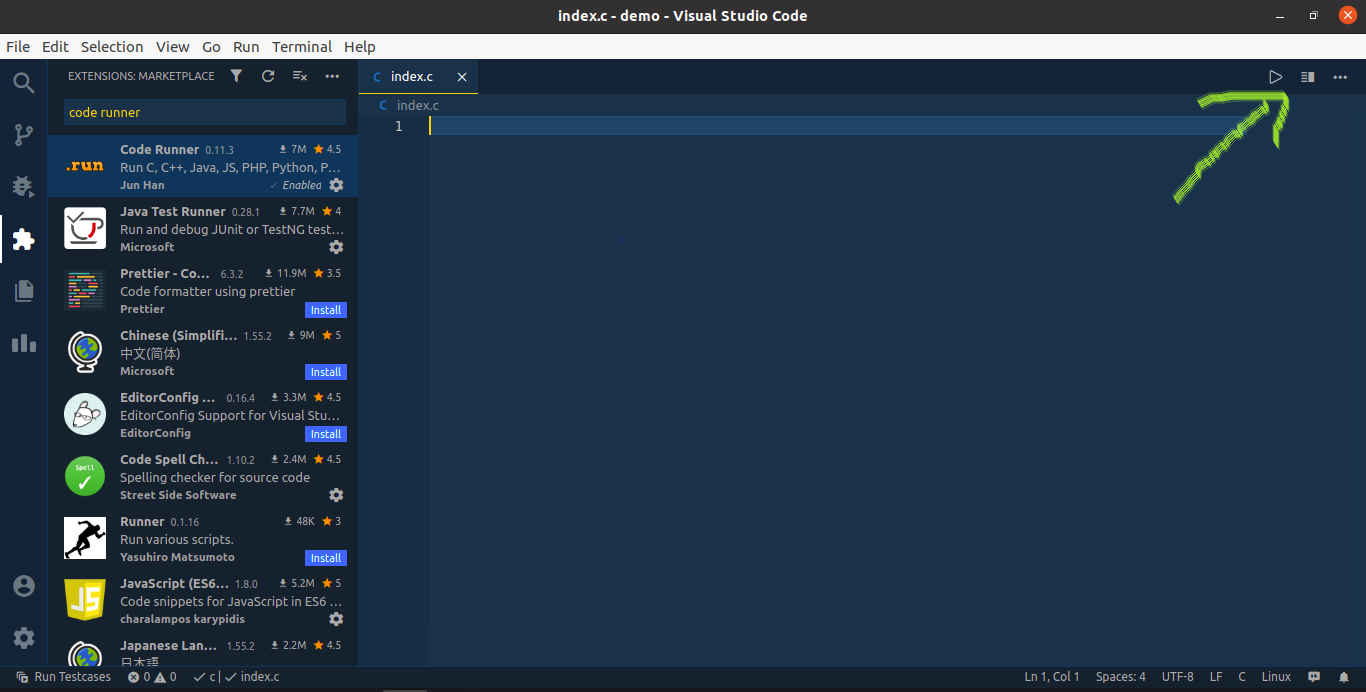 index.c - demo - Visual Studio Code
File Edit Selection View Go Run Terminal Help
EXTENSIONS: MARKETPLACE
code runner
Code Runner 0.11.3 7M 4.5
Run C, C++, Java, JS, PHP, Python, P...
Jun Han Enabled
Java Test Runner 0.28.1 7.7M 4
Run and debug JUnit or TestNG test...
Microsoft
Prettier - Co... 6.3.2 11.9M 3.5
Code formatter using prettier
Prettier Install
Chinese (Simplifi... 1.55.2 9M 5
中文(简体)
Microsoft Install
EditorConfig ... 0.16.4 3.3M 4.5
EditorConfig Support for Visual Stu...
EditorConfig Install
Code Spell Ch... 1.10.2 2.4M 4.5
Spelling checker for source code
Street Side Software
Runner 0.1.16 48K 3
Run various scripts.
Yasuhiro Matsumoto Install
JavaScript (ES6... 1.8.0 5.2M 5
Code snippets for JavaScript in ES6 ...
charalampos karypidis
Japanese Lan... 1.55.2 2.2M 4.5
日本語
.run
Spell
JS
C index.c
C index.c
1
Run Testcases 0 0 c | index.c
Ln 1, Col 1 Spaces: 4 UTF-8 LF C Linux